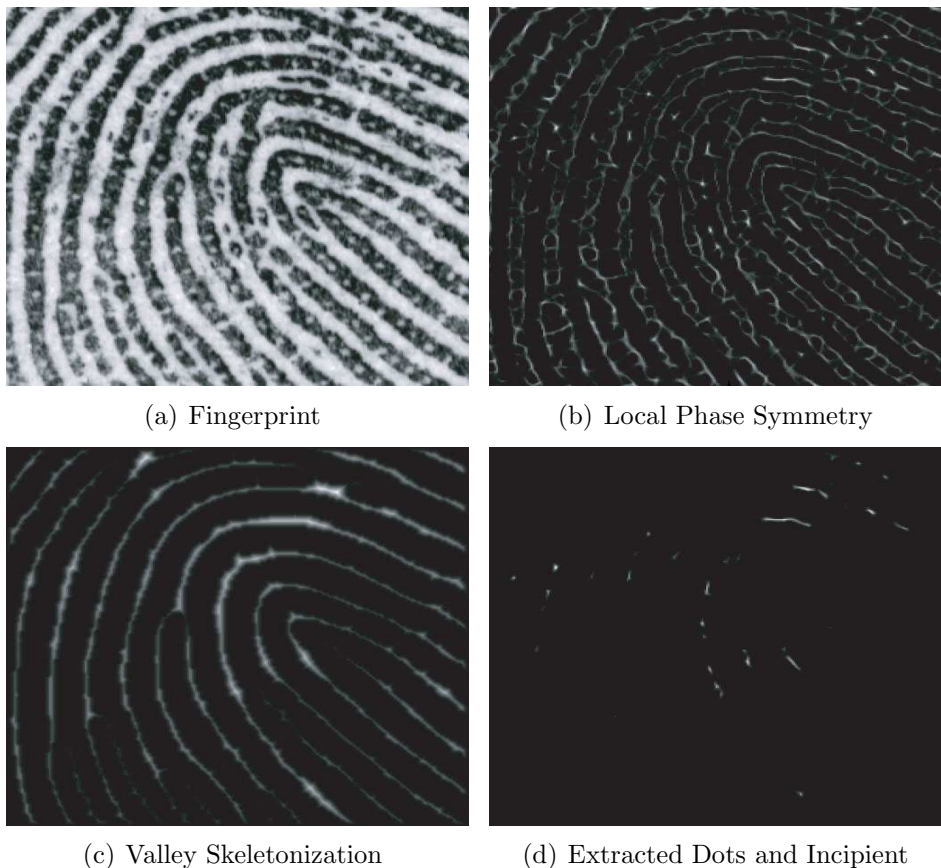 (a) Fingerprint
(b) Local Phase Symmetry
(c) Valley Skeletonization
(d) Extracted Dots and Incipient